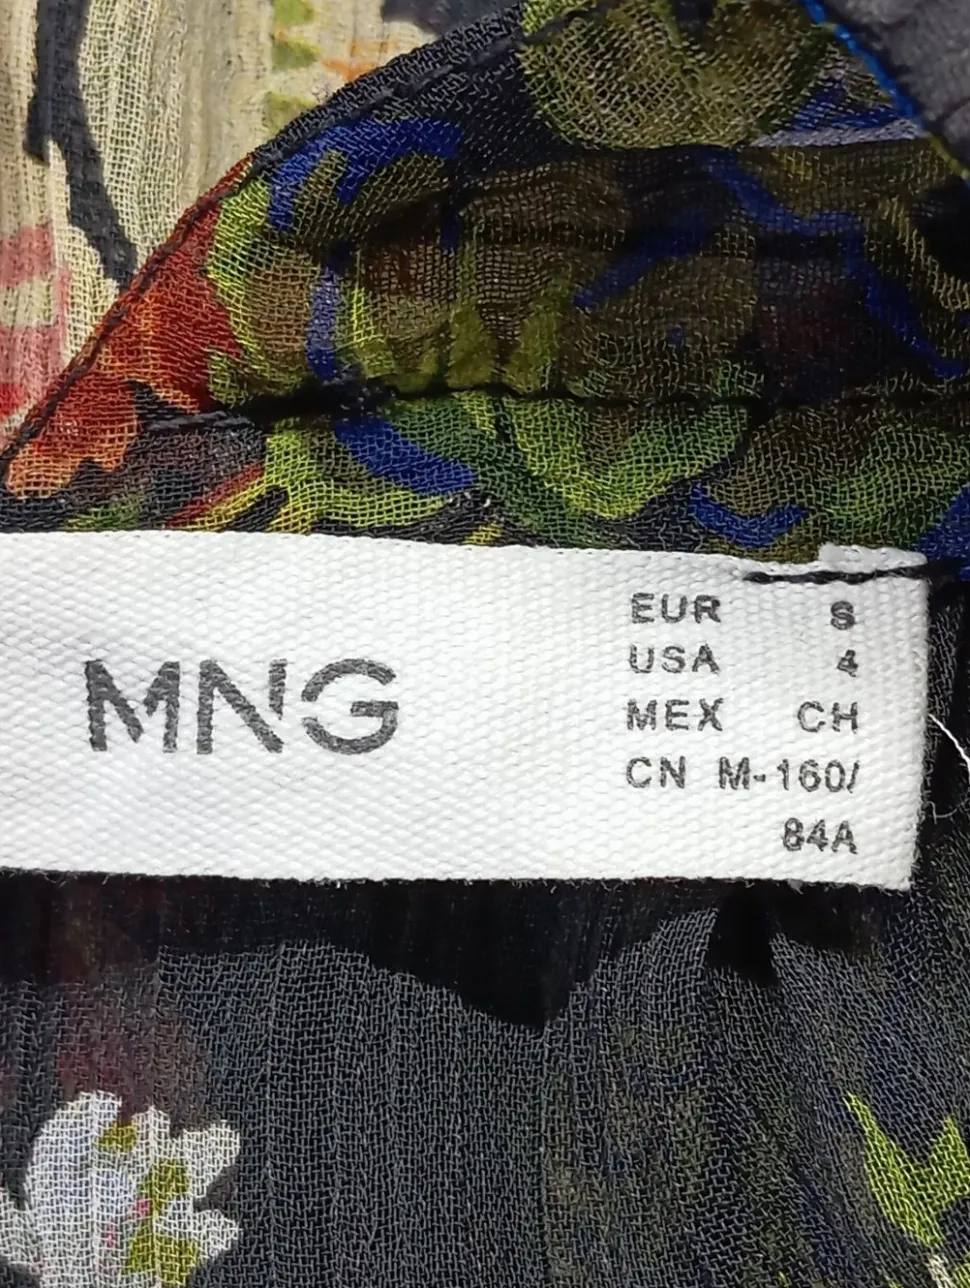 MNG
EUR S
USA 4
MEX CH
CN M-160/
84A